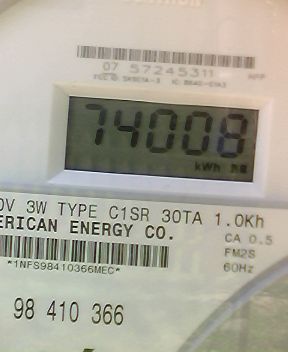 07 57245311
74008
kWh
0V 3W TYPE C1SR 30TA 1.0Kh
ERICAN ENERGY CO.
CA 0.5
FM2S
*1NFS98410366MEC*
60Hz
98 410 366